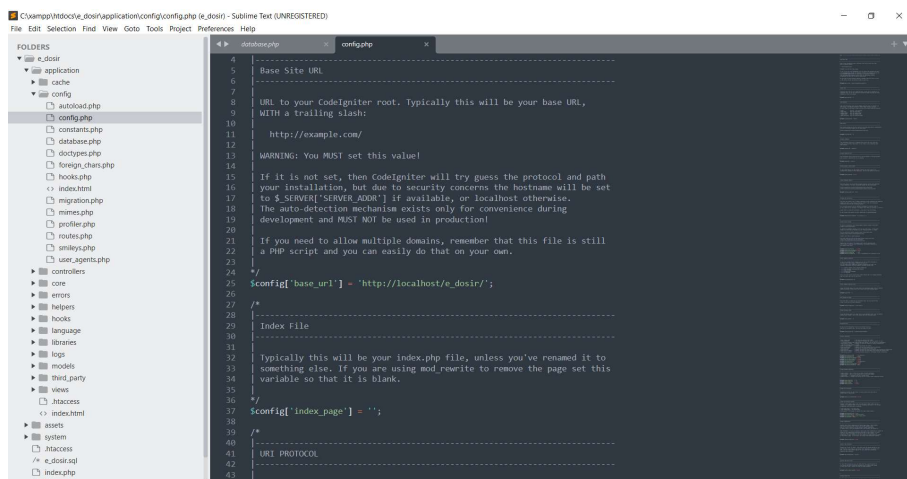 C:\xampp\htdocs\e_dosir\application\config\config.php (e_dosir) - Sublime Text (UNREGISTERED)
File Edit Selection Find View Goto Tools Project Preferences Help
FOLDERS
e_dosir
application
cache
config
autoload.php
config.php
constants.php
database.php
doctypes.php
foreign_chars.php
hooks.php
index.html
migration.php
mimes.php
profiler.php
routes.php
smileys.php
user_agents.php
controllers
core
errors
helpers
hooks
language
libraries
logs
models
third_party
views
.htaccess
<> index.html
assets
system
.htaccess
/* e_dosir.sql
index.php
database.php × config.php ×
4 |--------------------------------------------------------------------------
5 | Base Site URL
6 |--------------------------------------------------------------------------
7 |
8 | URL to your CodeIgniter root. Typically this will be your base URL,
9 | WITH a trailing slash:
10 |
11 | http://example.com/
12 |
13 | WARNING: You MUST set this value!
14 |
15 | If it is not set, then CodeIgniter will try guess the protocol and path
16 | your installation, but due to security concerns the hostname will be set
17 | to $_SERVER['SERVER_ADDR'] if available, or localhost otherwise.
18 | The auto-detection mechanism exists only for convenience during
19 | development and MUST NOT be used in production!
20 |
21 | If you need to allow multiple domains, remember that this file is still
22 | a PHP script and you can easily do that on your own.
23 |
24 */
25 $config['base_url'] = 'http://localhost/e_dosir/';
26
27 /*
28 |--------------------------------------------------------------------------
29 | Index File
30 |--------------------------------------------------------------------------
31 |
32 | Typically this will be your index.php file, unless you've renamed it to
33 | something else. If you are using mod_rewrite to remove the page set this
34 | variable so that it is blank.
35 |
36 */
37 $config['index_page'] = '';
38
39 /*
40 |--------------------------------------------------------------------------
41 | URI PROTOCOL
42 |--------------------------------------------------------------------------
43 |